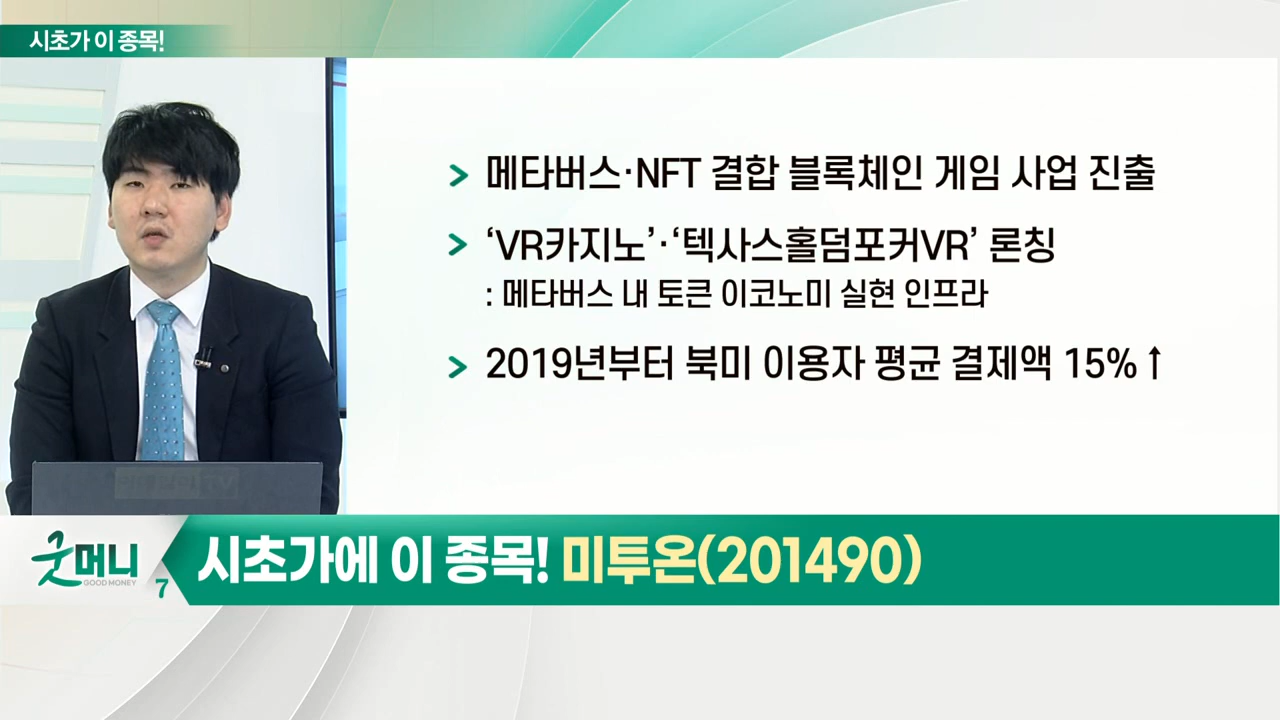 시초가 이 종목!
> 메타버스·NFT 결합 블록체인 게임 사업 진출
> ‘VR카지노’·‘텍사스홀덤포커VR’ 론칭
: 메타버스 내 토큰 이코노미 실현 인프라
> 2019년부터 북미 이용자 평균 결제액 15%↑
굿머니
GOOD MONEY
7
시초가에 이 종목! 미투온(201490)